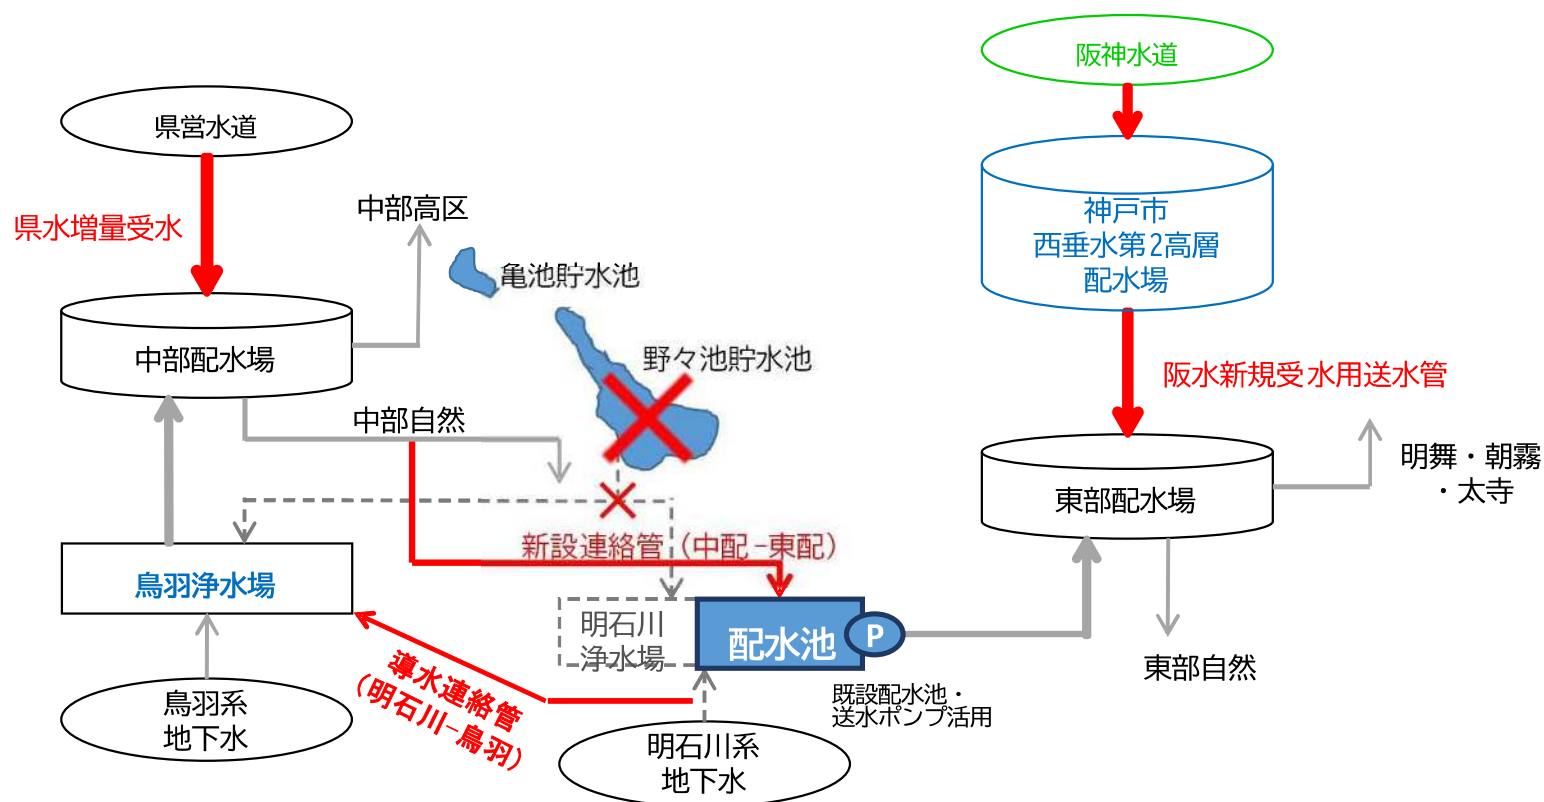 阪神水道
県営水道
県水増量受水
中部高区
亀池貯水池
神戸市
西垂水第2高層
配水場
野々池貯水池
中部配水場
阪水新規受水用送水管
中部自然
明舞・朝霧
・太寺
東部配水場
新設連絡管（中配-東配）
鳥羽浄水場
明石川
浄水場
配水池
P
東部自然
導水連絡管
（明石川-鳥羽）
既設配水池・
送水ポンプ活用
鳥羽系
地下水
明石川系
地下水